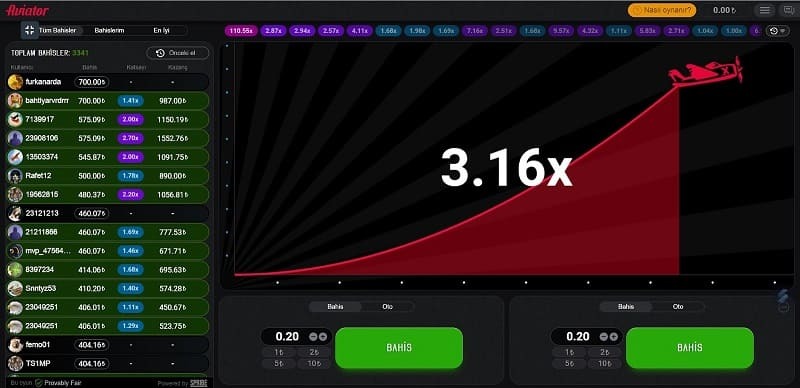 Aviator
Nasıl oynanır?
0.00₺
Tüm Bahisler Bahislerim En İyi
110.55x 2.87x 2.94x 2.57x 4.11x 1.68x 1.98x 1.69x 7.16x 2.51x 1.68x 9.57x 4.32x 1.11x 5.83x 2.71x 1.04x 1.00x 6
TOPLAM BAHİSLER: 3341
Önceki el
Kullanıcı Bahis Katsayı Kazanç
furkanarda 700.00₺ - -
bahtiyarvrdrrr 700.00₺ 1.41x 987.00₺
7139917 575.09₺ 2.00x 1150.19₺
23908106 575.09₺ 2.70x 1552.76₺
13503374 545.87₺ 2.00x 1091.75₺
Rafet12 500.00₺ 1.78x 890.00₺
19562815 480.37₺ 2.20x 1056.81₺
23121213 460.07₺ - -
21211866 460.07₺ 1.69x 777.53₺
mvp_47564... 460.07₺ 1.46x 671.71₺
8397234 414.06₺ 1.68x 695.63₺
Snntyz53 410.20₺ 1.40x 574.28₺
23049251 406.01₺ 1.11x 450.67₺
23049251 406.01₺ 1.29x 523.75₺
femo01 404.16₺ - -
TS1MP 404.16₺ - -
Bu oyun Provably Fair Powered by SPRIBE
3.16x
Bahis Oto
0.20
1₺ 2₺
5₺ 10₺
BAHİS
Bahis Oto
0.20
1₺ 2₺
5₺ 10₺
BAHİS